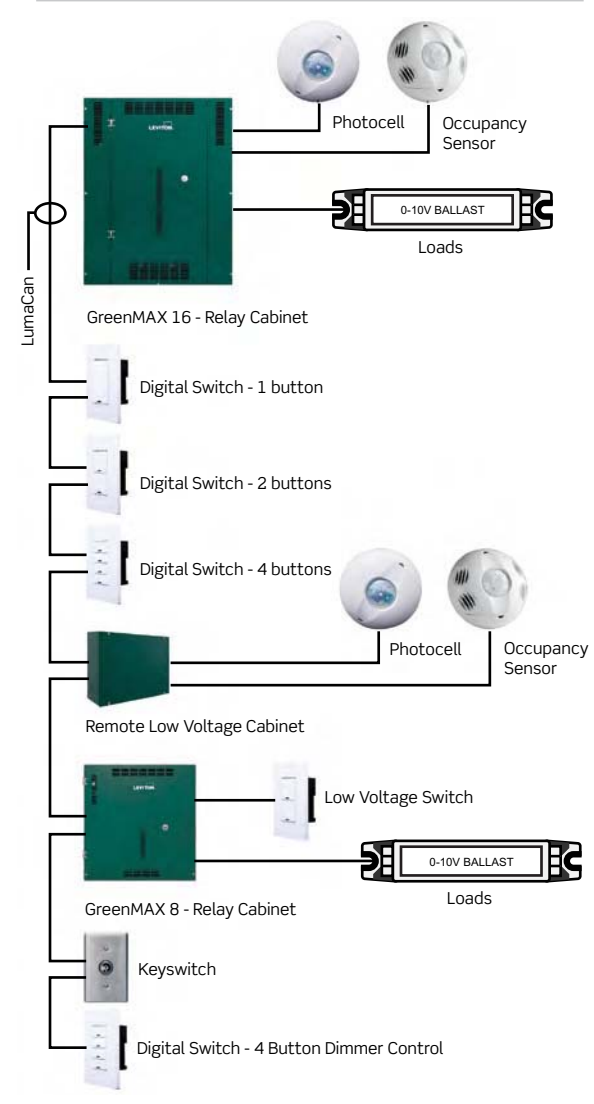 LEVITON
Photocell
Occupancy
Sensor
0-10V BALLAST
Loads
LumaCan
GreenMAX 16 - Relay Cabinet
Digital Switch - 1 button
Digital Switch - 2 buttons
Digital Switch - 4 buttons
Photocell
Occupancy
Sensor
Remote Low Voltage Cabinet
LEVITON
Low Voltage Switch
0-10V BALLAST
Loads
GreenMAX 8 - Relay Cabinet
Keyswitch
Digital Switch - 4 Button Dimmer Control